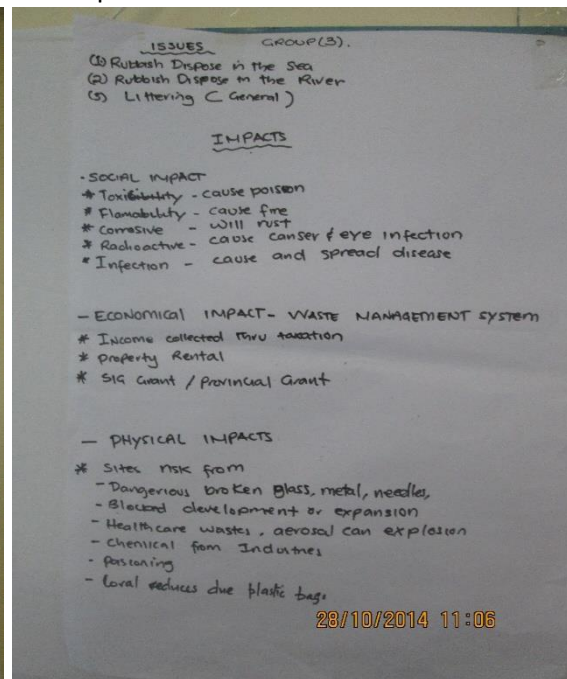 ISSUES GROUP(3).
(1) Rubbish Dispose in the Sea
(2) Rubbish Dispose in the River
(3) Littering (General)
IMPACTS
- SOCIAL IMPACT
* - cause poison
* Flamability - cause fire
* Corrosive - will rust
* Radioactive - cause canser & eye infection
* Infection - cause and spread disease
- ECONOMICAL IMPACT - WASTE MANAGEMENT SYSTEM
* Income collected thru taxation
* Property Rental
* SIG Grant / Provincial Grant
- PHYSICAL IMPACTS
* Sites risk from
- Dangerious broken glass, metal, needles,
- Blocked development or expansion
- Healthcare wastes, aerosal can explosion
- Chemical from Industries
- Poisoning
- Coral reduces due plastic bags
28/10/2014 11:06